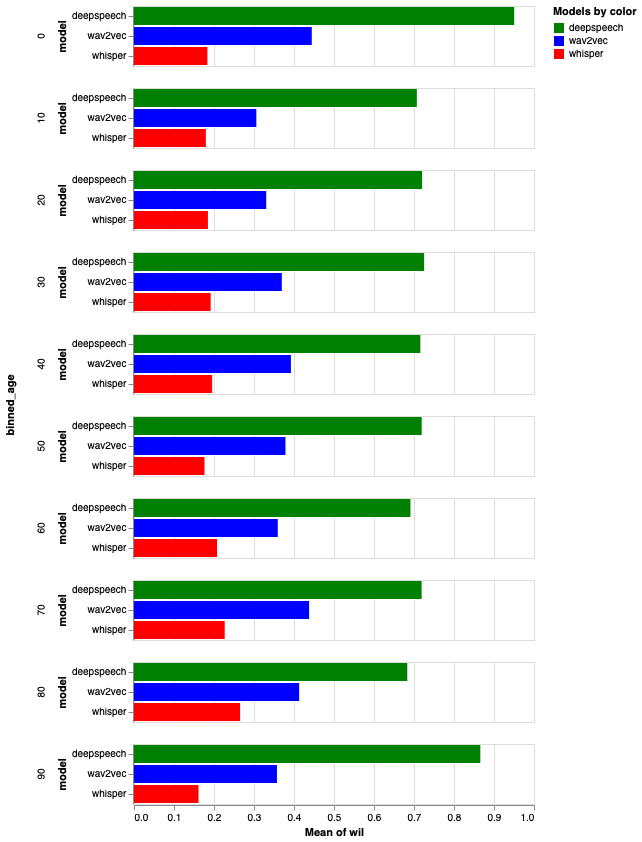 Models by color
deepspeech
wav2vec
whisper
binned_age
0
model
deepspeech
wav2vec
whisper
10
model
deepspeech
wav2vec
whisper
20
model
deepspeech
wav2vec
whisper
30
model
deepspeech
wav2vec
whisper
40
model
deepspeech
wav2vec
whisper
50
model
deepspeech
wav2vec
whisper
60
model
deepspeech
wav2vec
whisper
70
model
deepspeech
wav2vec
whisper
80
model
deepspeech
wav2vec
whisper
90
model
deepspeech
wav2vec
whisper
0.0 0.1 0.2 0.3 0.4 0.5 0.6 0.7 0.8 0.9 1.0
Mean of wil